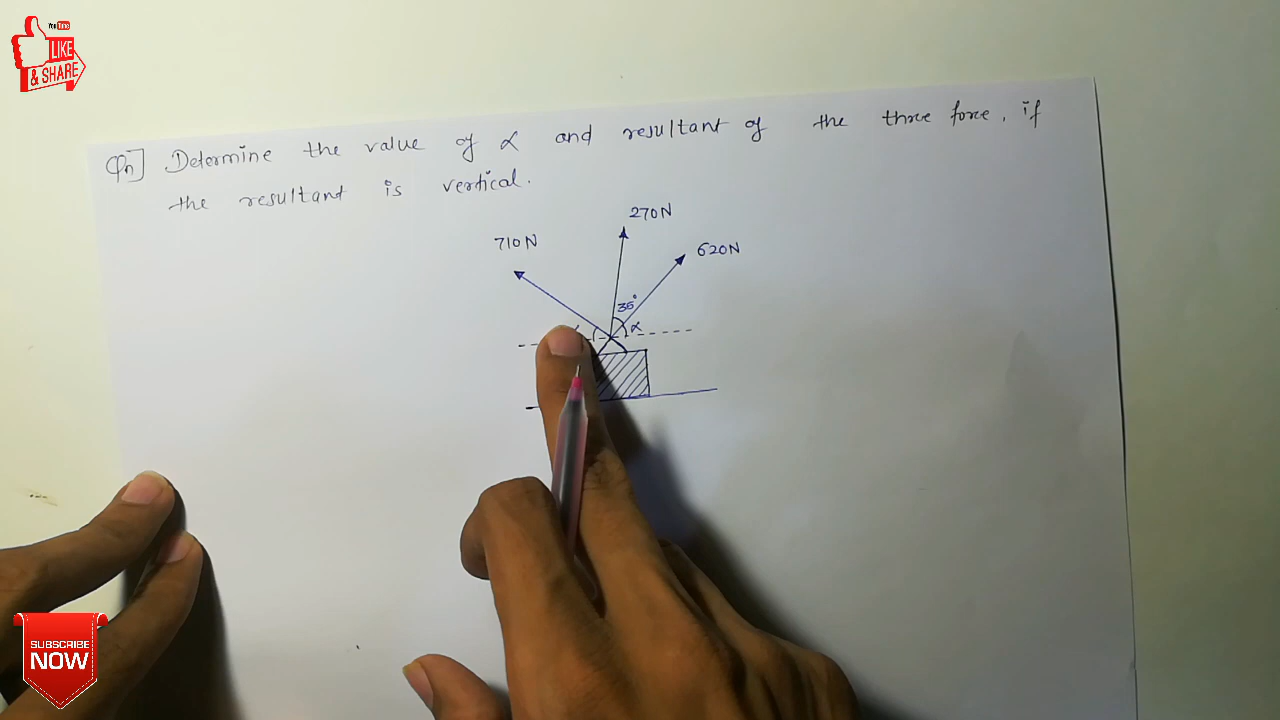 YouTube
LIKE
& SHARE
Qn] Determine the value of α and resultant of the three force, if
the resultant is vertical.
270N
710N
620N
35°
α
SUBSCRIBE
NOW